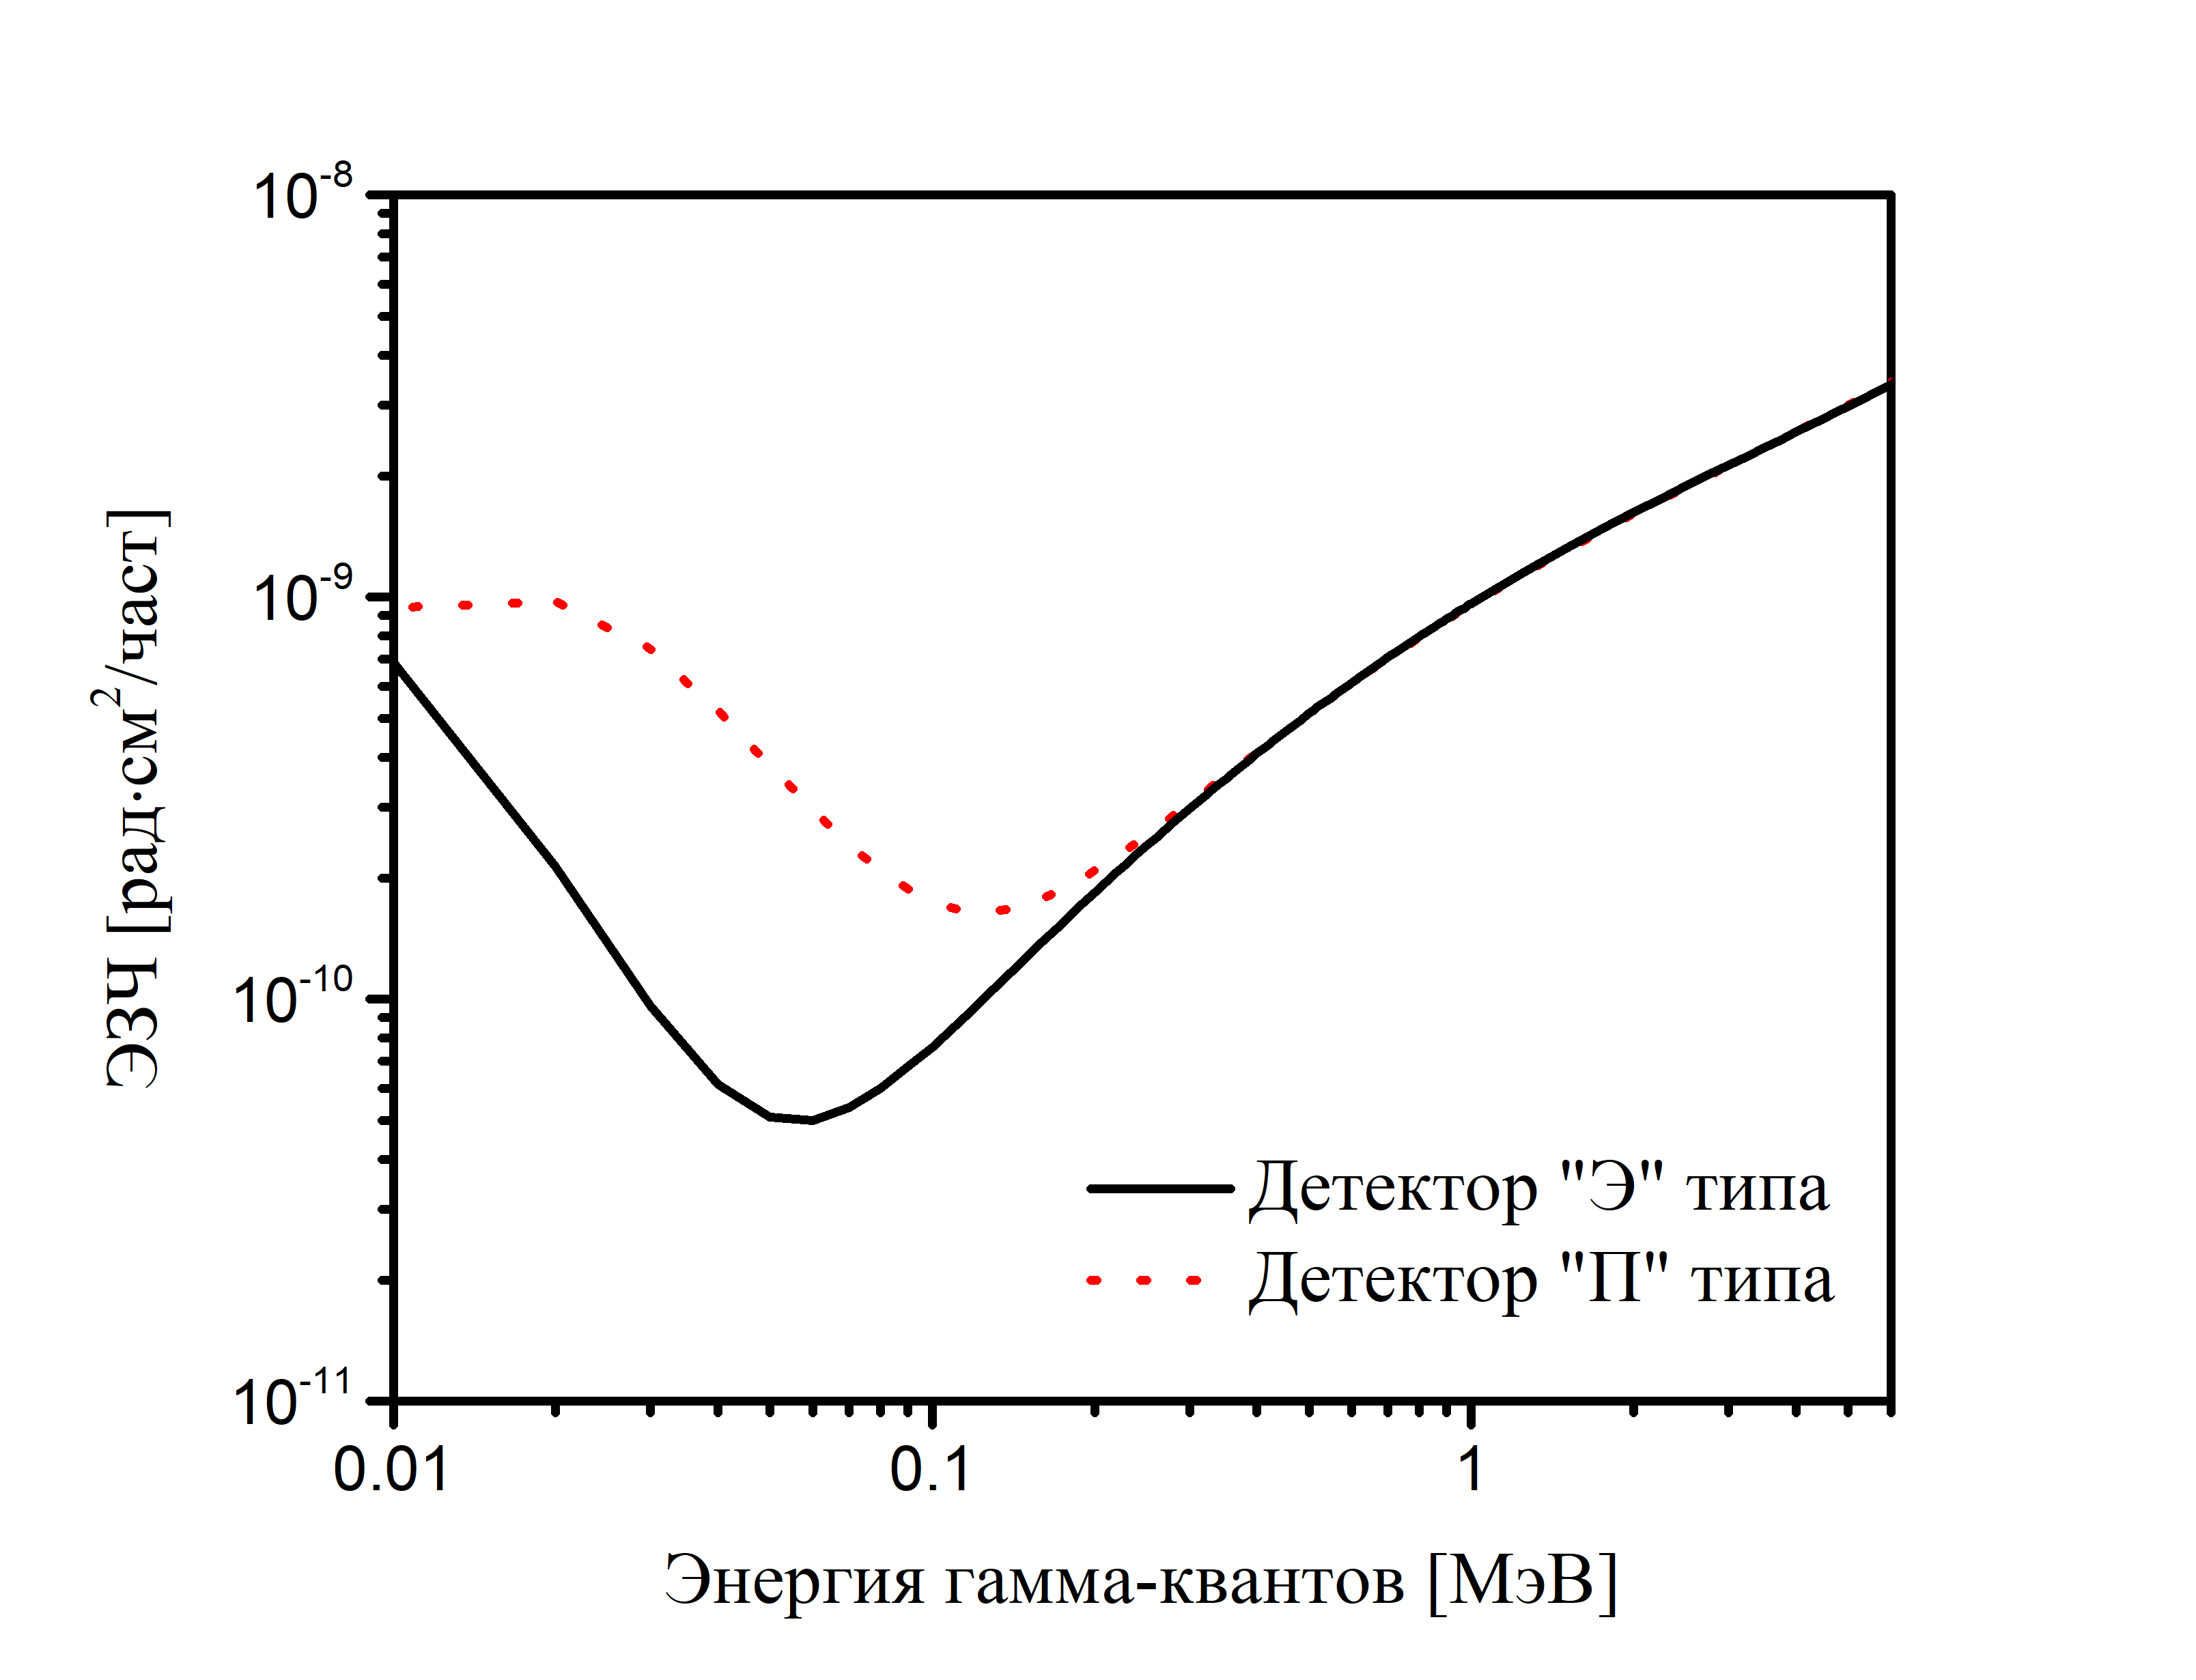 10⁻⁸
10⁻⁹
10⁻¹⁰
10⁻¹¹
ЭЗЧ [рад·см²/част]
Детектор "Э" типа
Детектор "П" типа
0.01 0.1 1
Энергия гамма-квантов [МэВ]